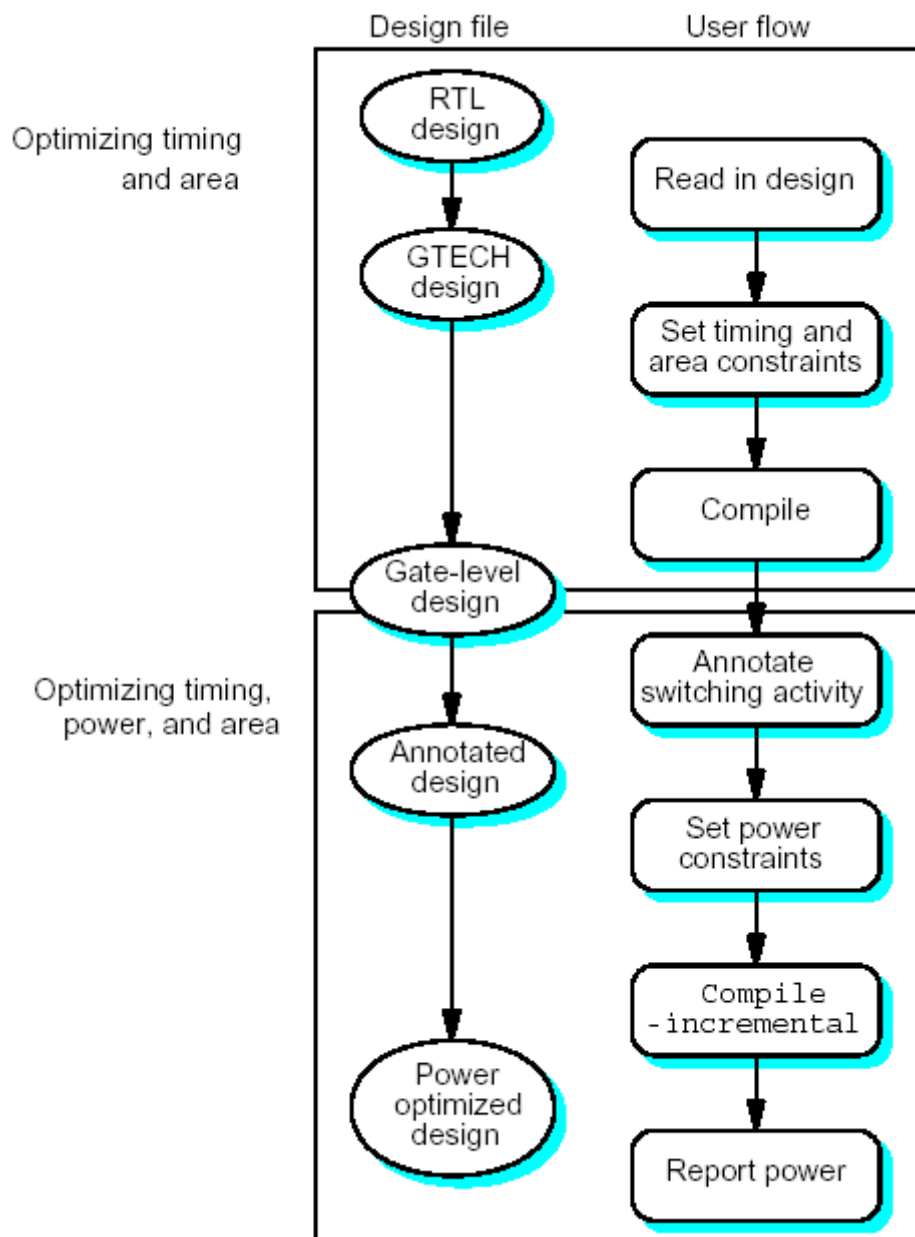 Design file
User flow
Optimizing timing
and area
RTL
design
Read in design
GTECH
design
Set timing and
area constraints
Compile
Gate-level
design
Optimizing timing,
power, and area
Annotate
switching activity
Annotated
design
Set power
constraints
Compile
-incremental
Power
optimized
design
Report power